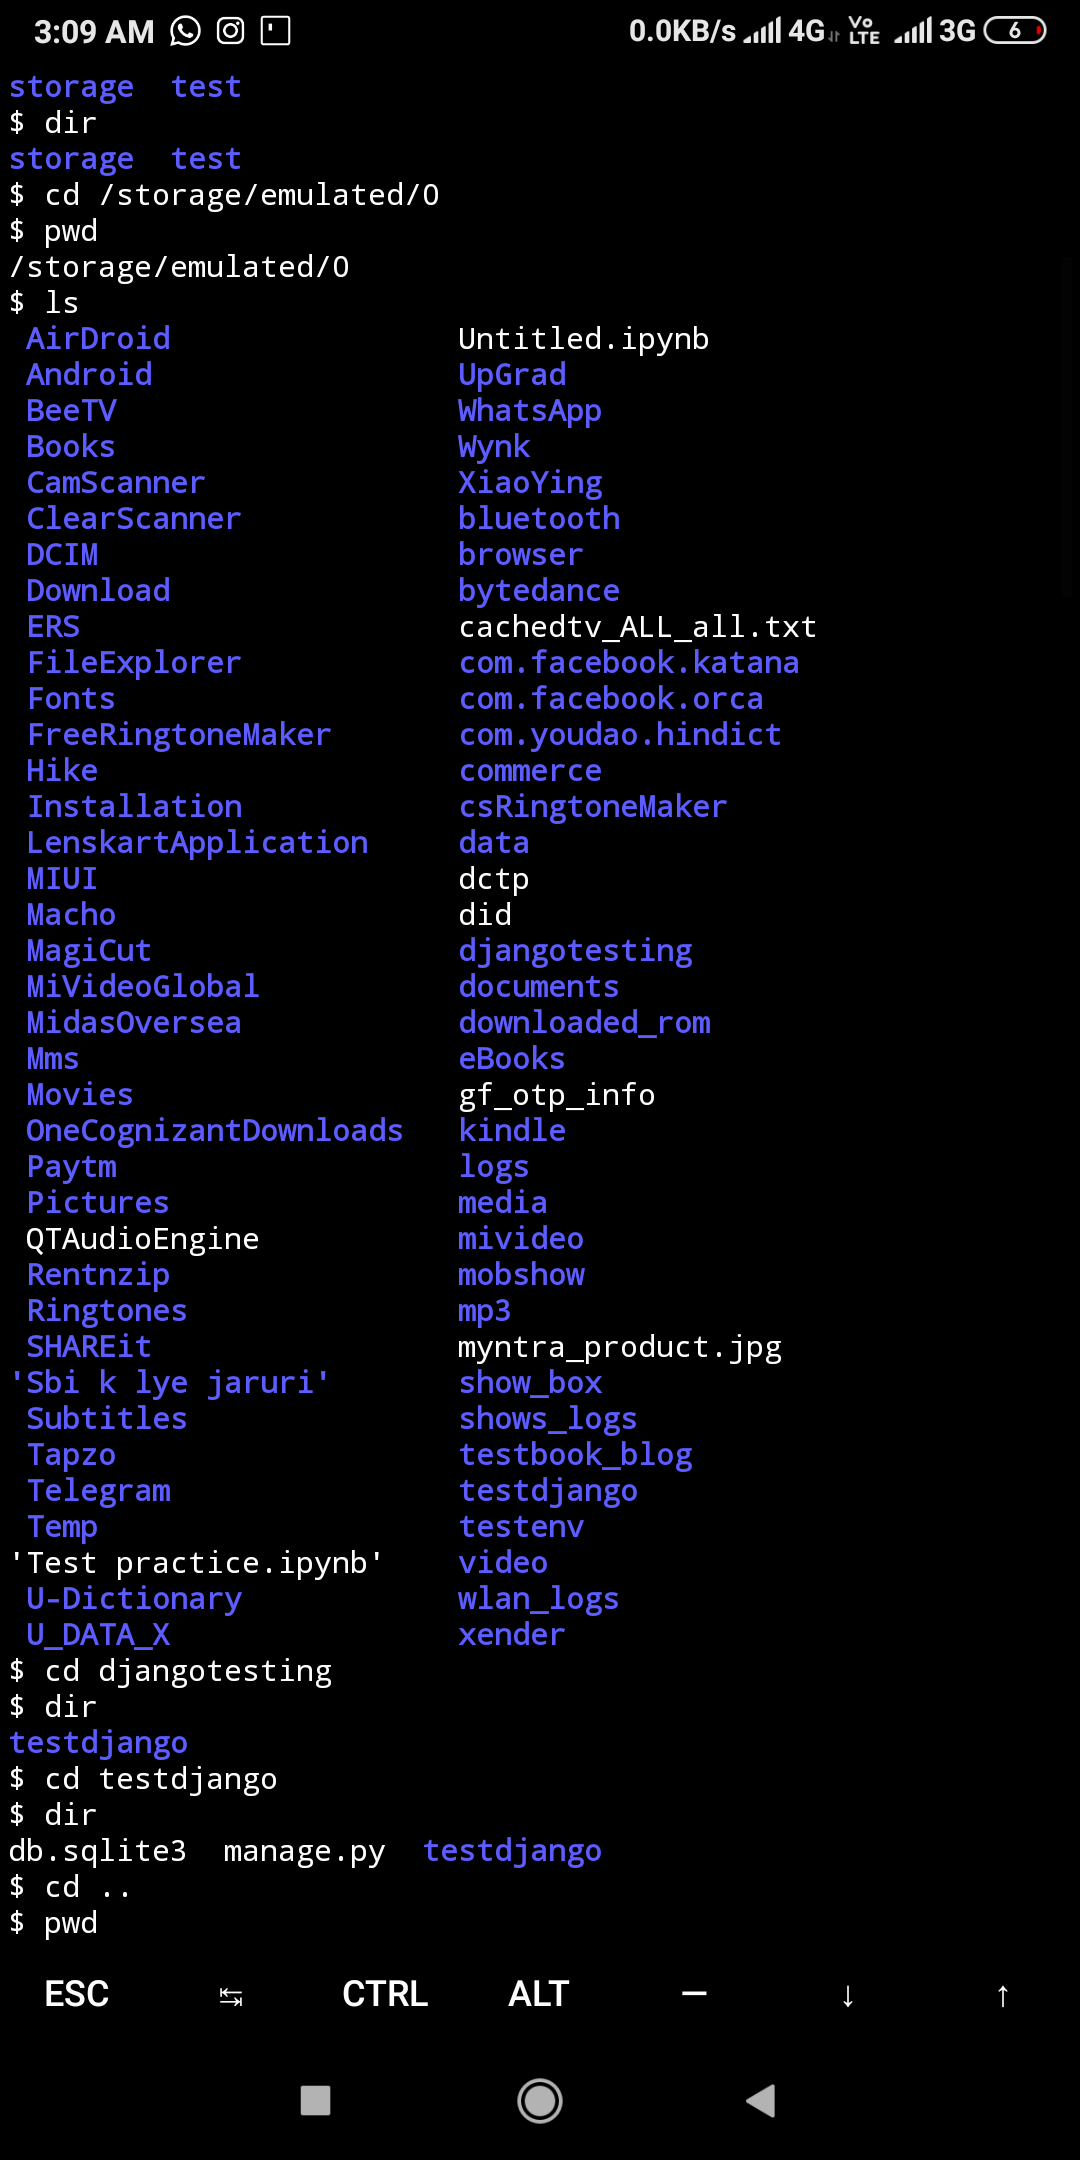 3:09 AM 0.0KB/s 4G Vo LTE 3G 6
storage test
$ dir
storage test
$ cd /storage/emulated/0
$ pwd
/storage/emulated/0
$ ls
AirDroid Untitled.ipynb
Android UpGrad
BeeTV WhatsApp
Books Wynk
CamScanner XiaoYing
ClearScanner bluetooth
DCIM browser
Download bytedance
ERS cachedtv_ALL_all.txt
FileExplorer com.facebook.katana
Fonts com.facebook.orca
FreeRingtoneMaker com.youdao.hindict
Hike commerce
Installation csRingtoneMaker
LenskartApplication data
MIUI dctp
Macho did
MagiCut djangotesting
MiVideoGlobal documents
MidasOversea downloaded_rom
Mms eBooks
Movies gf_otp_info
OneCognizantDownloads kindle
Paytm logs
Pictures media
QTAudioEngine mivideo
Rentnzip mobshow
Ringtones mp3
SHAREit myntra_product.jpg
'Sbi k lye jaruri' show_box
Subtitles shows_logs
Tapzo testbook_blog
Telegram testdjango
Temp testenv
'Test practice.ipynb' video
U-Dictionary wlan_logs
U_DATA_X xender
$ cd djangotesting
$ dir
testdjango
$ cd testdjango
$ dir
db.sqlite3 manage.py testdjango
$ cd ..
$ pwd
ESC ↹ CTRL ALT — ↓ ↑